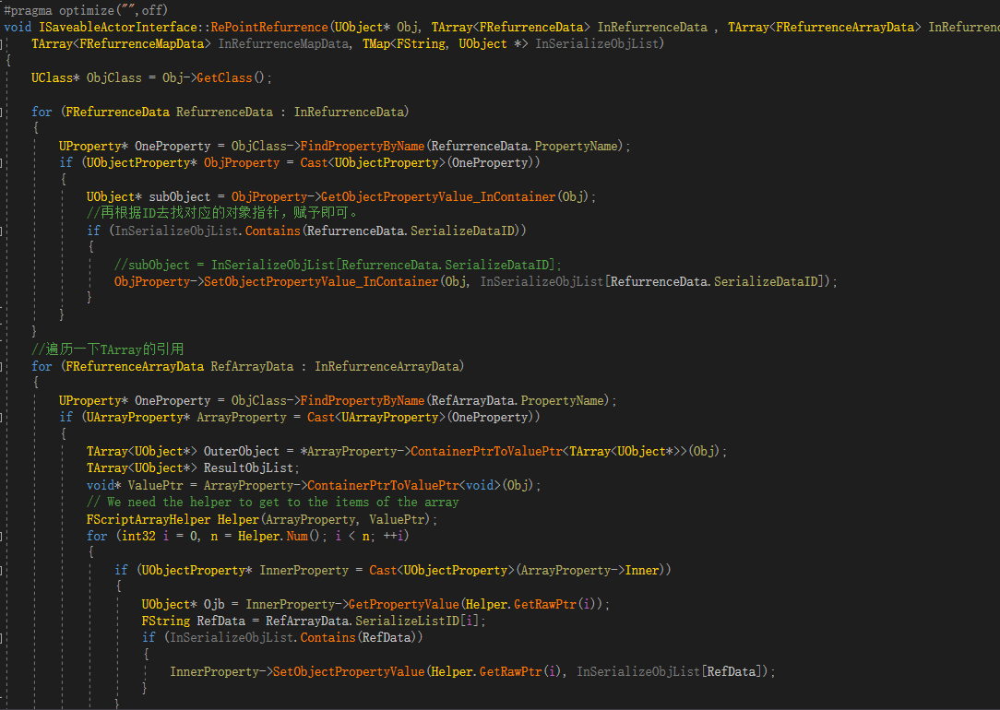 #pragma optimize("",off)
void ISaveableActorInterface::RePointRefurrence(UObject* Obj, TArray<FRefurrenceData> InRefurrenceData , TArray<FRefurrenceArrayData> InRefurrenc
TArray<FRefurrenceMapData> InRefurrenceMapData, TMap<FString, UObject *> InSerializeObjList)
{
UClass* ObjClass = Obj->GetClass();
for (FRefurrenceData RefurrenceData : InRefurrenceData)
{
UProperty* OneProperty = ObjClass->FindPropertyByName(RefurrenceData.PropertyName);
if (UObjectProperty* ObjProperty = Cast<UObjectProperty>(OneProperty))
{
UObject* subObject = ObjProperty->GetObjectPropertyValue_InContainer(Obj);
//再根据ID去找对应的对象指针，赋予即可。
if (InSerializeObjList.Contains(RefurrenceData.SerializeDataID))
{
//subObject = InSerializeObjList[RefurrenceData.SerializeDataID];
ObjProperty->SetObjectPropertyValue_InContainer(Obj, InSerializeObjList[RefurrenceData.SerializeDataID]);
}
}
}
//遍历一下TArray的引用
for (FRefurrenceArrayData RefArrayData : InRefurrenceArrayData)
{
UProperty* OneProperty = ObjClass->FindPropertyByName(RefArrayData.PropertyName);
if (UArrayProperty* ArrayProperty = Cast<UArrayProperty>(OneProperty))
{
TArray<UObject*> OuterObject = *ArrayProperty->ContainerPtrToValuePtr<TArray<UObject*>>(Obj);
TArray<UObject*> ResultObjList;
void* ValuePtr = ArrayProperty->ContainerPtrToValuePtr<void>(Obj);
// We need the helper to get to the items of the array
FScriptArrayHelper Helper(ArrayProperty, ValuePtr);
for (int32 i = 0, n = Helper.Num(); i < n; ++i)
{
if (UObjectProperty* InnerProperty = Cast<UObjectProperty>(ArrayProperty->Inner))
{
UObject* Ojb = InnerProperty->GetPropertyValue(Helper.GetRawPtr(i));
FString RefData = RefArrayData.SerializeListID[i];
if (InSerializeObjList.Contains(RefData))
{
InnerProperty->SetObjectPropertyValue(Helper.GetRawPtr(i), InSerializeObjList[RefData]);
}
}